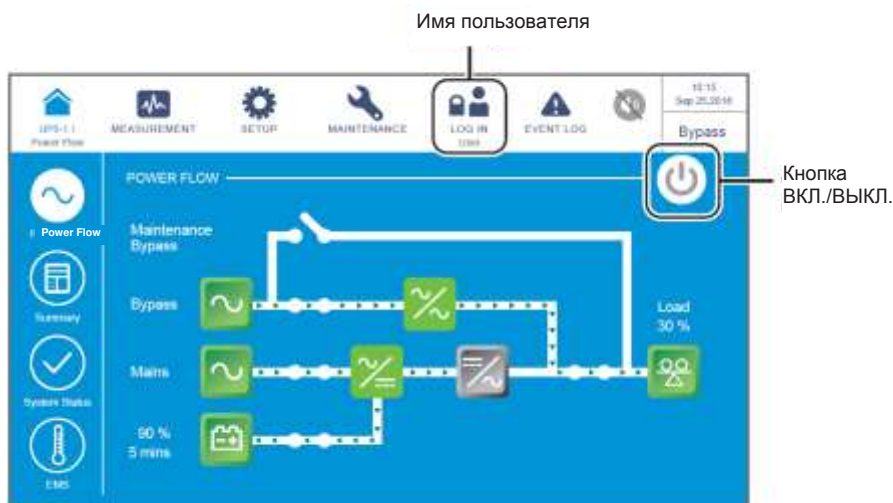 Имя пользователя
10:15
Sep 25,2018
UPS-1.1
Power Flow
MEASUREMENT
SETUP
MAINTENANCE
LOG IN
User
EVENT LOG
Bypass
POWER FLOW
Кнопка
ВКЛ./ВЫКЛ.
Power Flow
Maintenance
Bypass
Bypass
Load
30 %
Summary
Mains
System Status
90 %
5 mins
EMS